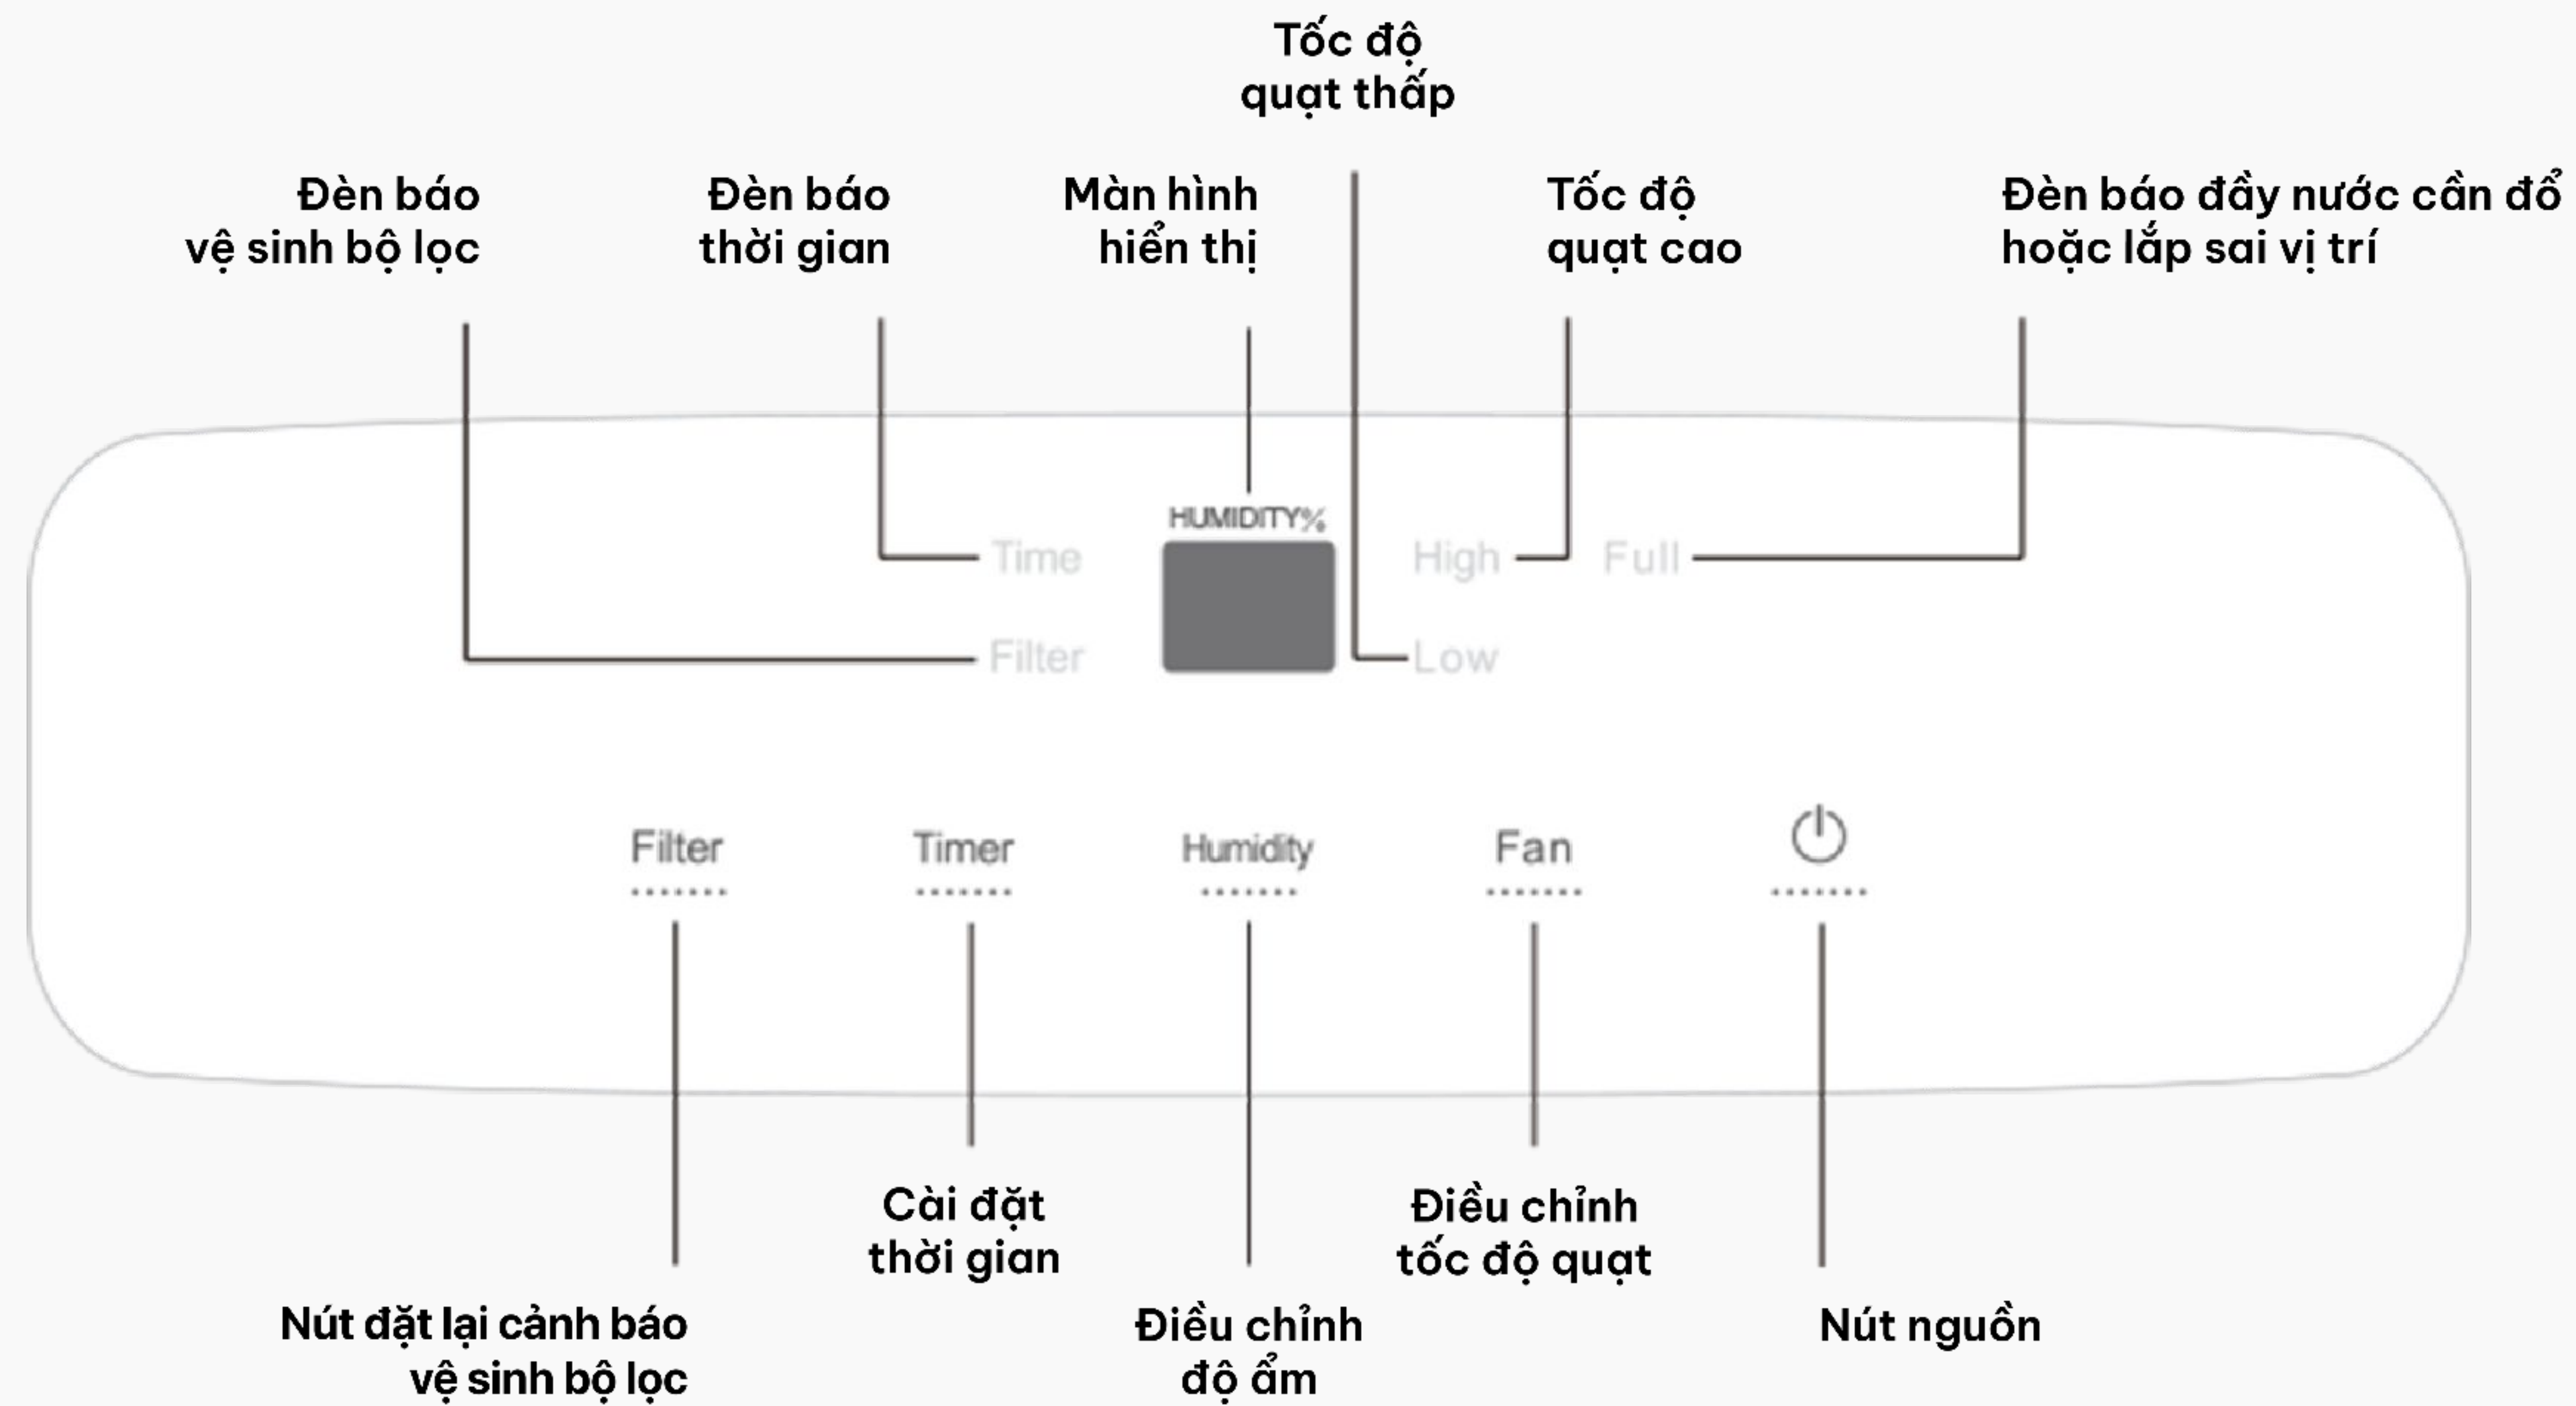 Tốc độ
quạt thấp
Đèn báo
vệ sinh bộ lọc
Đèn báo
thời gian
Màn hình
hiển thị
Tốc độ
quạt cao
Đèn báo đầy nước cần đổ
hoặc lắp sai vị trí
HUMIDITY%
Time
High
Full
Filter
Low
Filter
Timer
Humidity
Fan
Cài đặt
thời gian
Điều chỉnh
tốc độ quạt
Nút đặt lại cảnh báo
vệ sinh bộ lọc
Điều chỉnh
độ ẩm
Nút nguồn